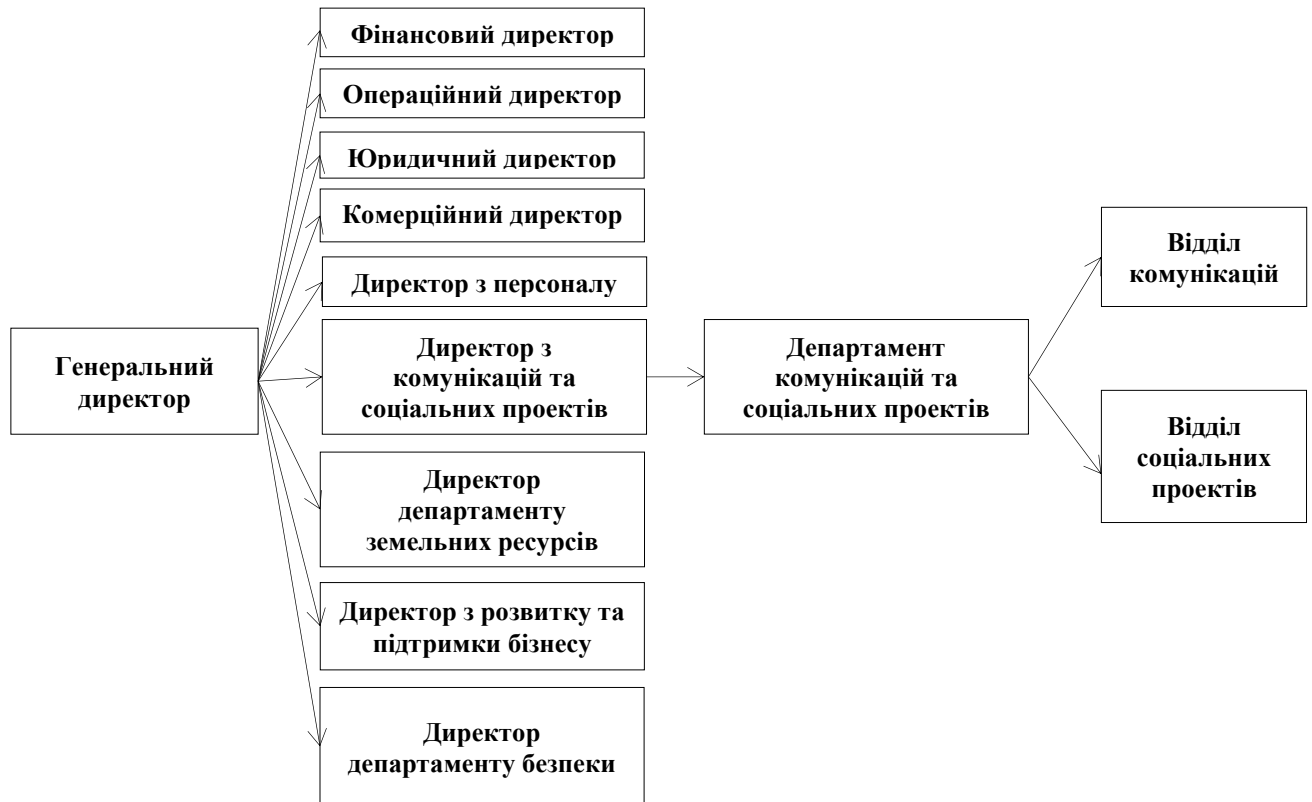 Фінансовий директор
Операційний директор
Юридичний директор
Комерційний директор
Директор з персоналу
Генеральний
директор
Директор з
комунікацій та
соціальних проектів
Департамент
комунікацій та
соціальних проектів
Відділ
комунікацій
Відділ
соціальних
проектів
Директор
департаменту
земельних ресурсів
Директор з розвитку та
підтримки бізнесу
Директор
департаменту безпеки